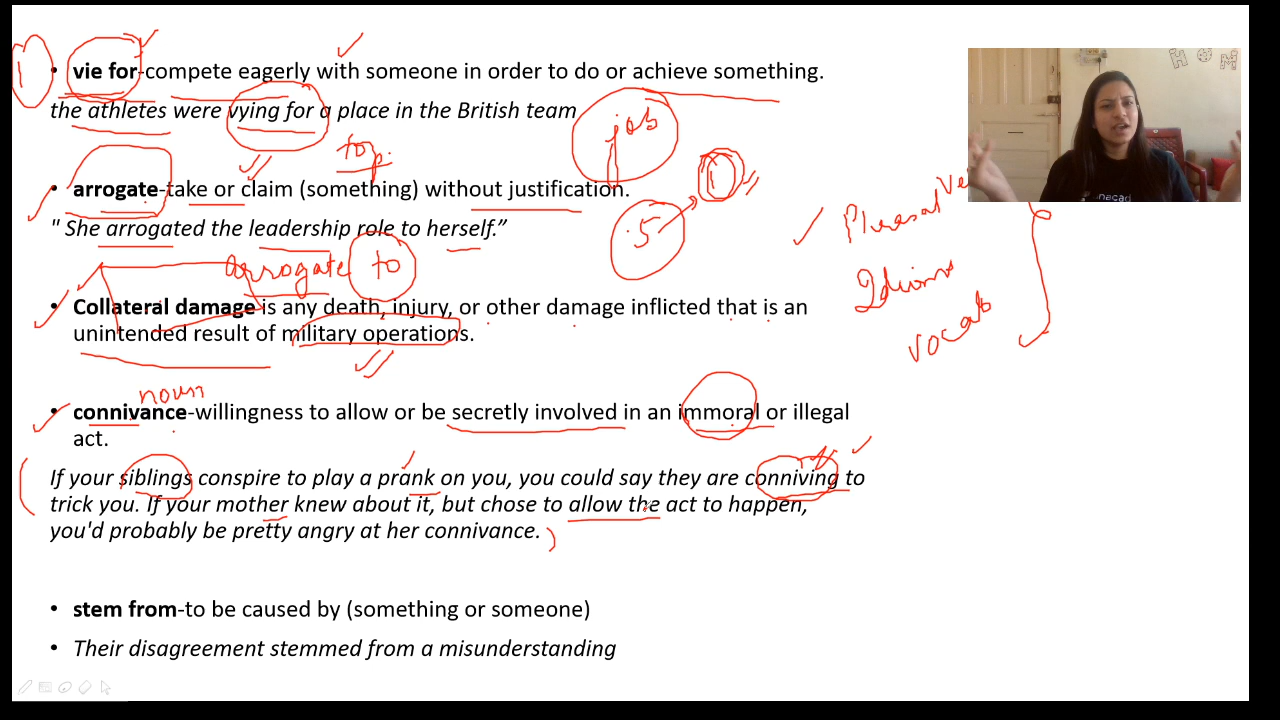 • vie for-compete eagerly with someone in order to do or achieve something.
the athletes were vying for a place in the British team
job
top.
1
• arrogate-take or claim (something) without justification.
" She arrogated the leadership role to herself.”
5
1
arrogate to
Phrasal Ve
Idioms
vocab
• Collateral damage is any death, injury, or other damage inflicted that is an
unintended result of military operations.
noun
• connivance-willingness to allow or be secretly involved in an immoral or illegal
act.
If your siblings conspire to play a prank on you, you could say they are conniving to
trick you. If your mother knew about it, but chose to allow the act to happen,
you'd probably be pretty angry at her connivance.
• stem from-to be caused by (something or someone)
• Their disagreement stemmed from a misunderstanding